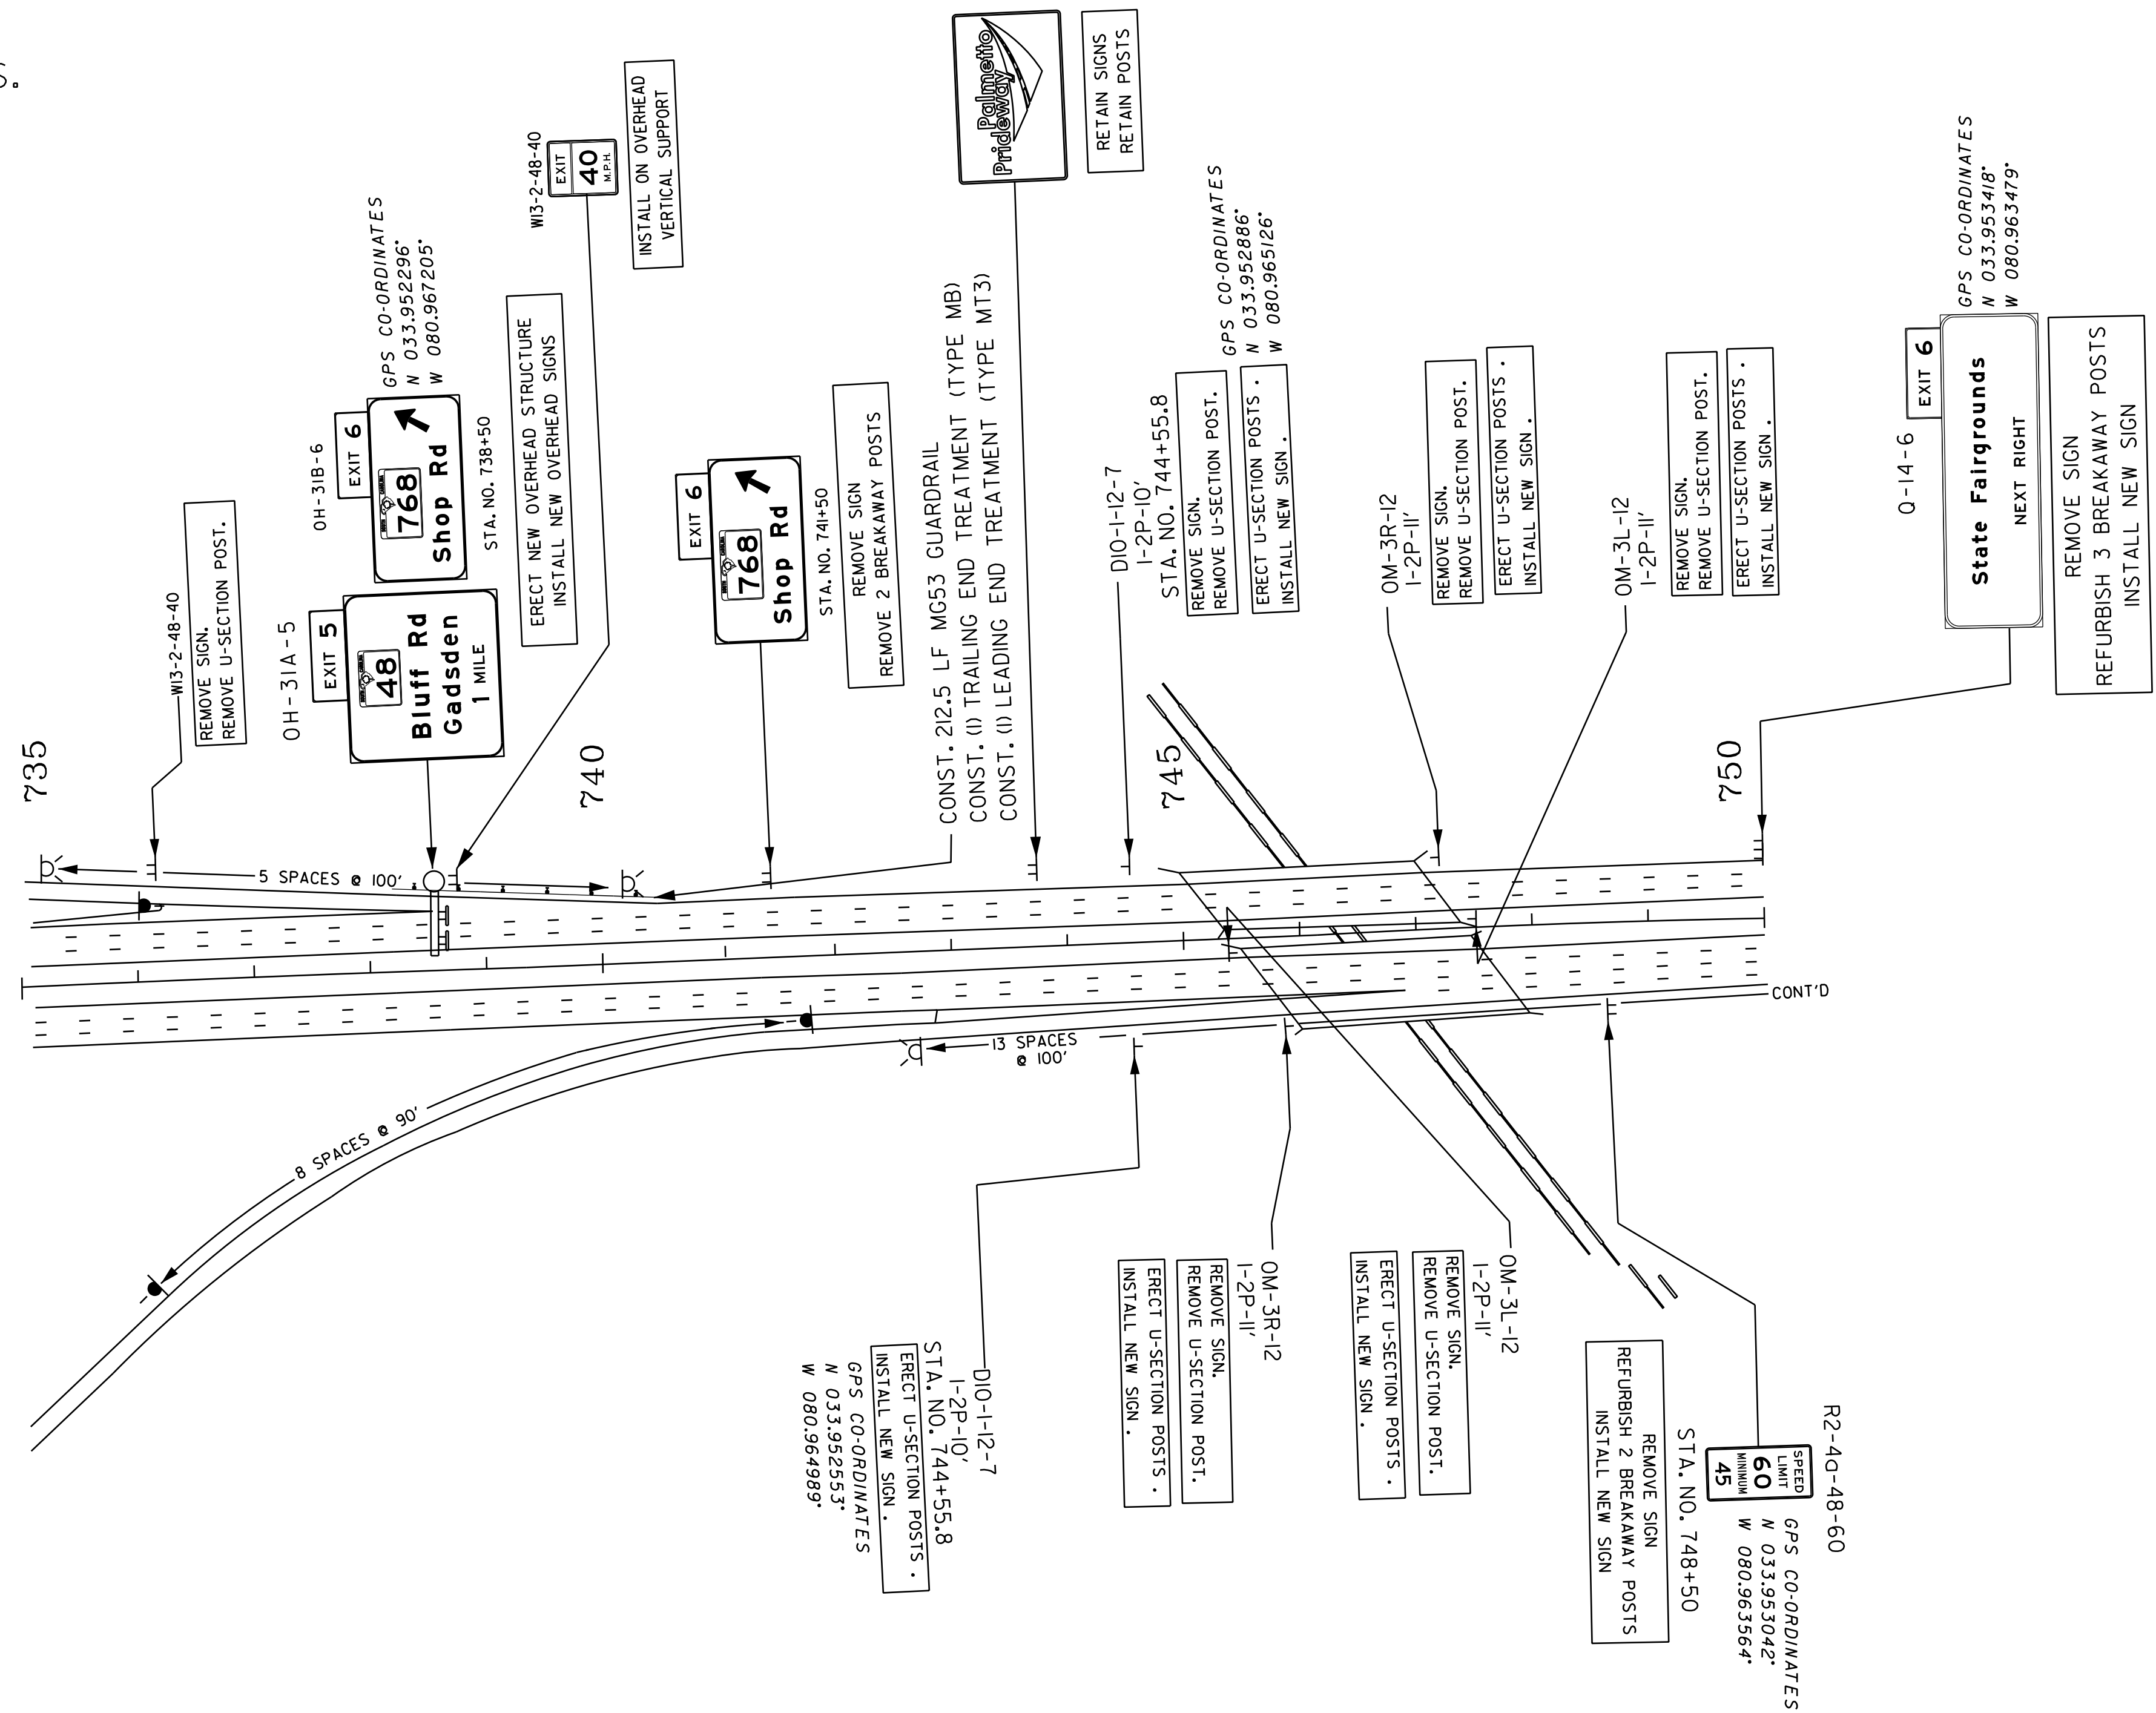 735
W13-2-48-40
REMOVE SIGN.
REMOVE U-SECTION POST.
OH-31A-5
EXIT 5
SOUTH CAROLINA
48
Bluff Rd
Gadsden
1 MILE
OH-31B-6
EXIT 6
SOUTH CAROLINA
768
Shop Rd
GPS CO-ORDINATES
N 033.952296°
W 080.967205°
STA. NO. 738+50
ERECT NEW OVERHEAD STRUCTURE
INSTALL NEW OVERHEAD SIGNS
W13-2-48-40
EXIT
40
M.P.H.
INSTALL ON OVERHEAD
VERTICAL SUPPORT
740
EXIT 6
SOUTH CAROLINA
768
Shop Rd
STA. NO. 741+50
REMOVE SIGN
REMOVE 2 BREAKAWAY POSTS
CONST. 212.5 LF MG53 GUARDRAIL
CONST. (1) TRAILING END TREATMENT (TYPE MB)
CONST. (1) LEADING END TREATMENT (TYPE MT3)
Palmetto
Prideway
RETAIN SIGNS
RETAIN POSTS
D10-1-12-7
1-2P-10'
STA. NO. 744+55.8
REMOVE SIGN.
REMOVE U-SECTION POST.
ERECT U-SECTION POSTS .
INSTALL NEW SIGN .
GPS CO-ORDINATES
N 033.952886°
W 080.965126°
745
OM-3R-12
1-2P-11'
REMOVE SIGN.
REMOVE U-SECTION POST.
ERECT U-SECTION POSTS .
INSTALL NEW SIGN .
OM-3L-12
1-2P-11'
REMOVE SIGN.
REMOVE U-SECTION POST.
ERECT U-SECTION POSTS .
INSTALL NEW SIGN .
750
Q-14-6
EXIT 6
State Fairgrounds
NEXT RIGHT
GPS CO-ORDINATES
N 033.953418°
W 080.963479°
REMOVE SIGN
REFURBISH 3 BREAKAWAY POSTS
INSTALL NEW SIGN
5 SPACES @ 100'
13 SPACES
@ 100'
8 SPACES @ 90'
CONT'D
D10-1-12-7
1-2P-10'
STA. NO. 744+55.8
ERECT U-SECTION POSTS .
INSTALL NEW SIGN .
GPS CO-ORDINATES
N 033.952553°
W 080.964989°
OM-3R-12
1-2P-11'
REMOVE SIGN.
REMOVE U-SECTION POST.
ERECT U-SECTION POSTS .
INSTALL NEW SIGN .
OM-3L-12
1-2P-11'
REMOVE SIGN.
REMOVE U-SECTION POST.
ERECT U-SECTION POSTS .
INSTALL NEW SIGN .
R2-4a-48-60
SPEED
LIMIT
60
MINIMUM
45
GPS CO-ORDINATES
N 033.953042°
W 080.963564°
STA. NO. 748+50
REMOVE SIGN
REFURBISH 2 BREAKAWAY POSTS
INSTALL NEW SIGN